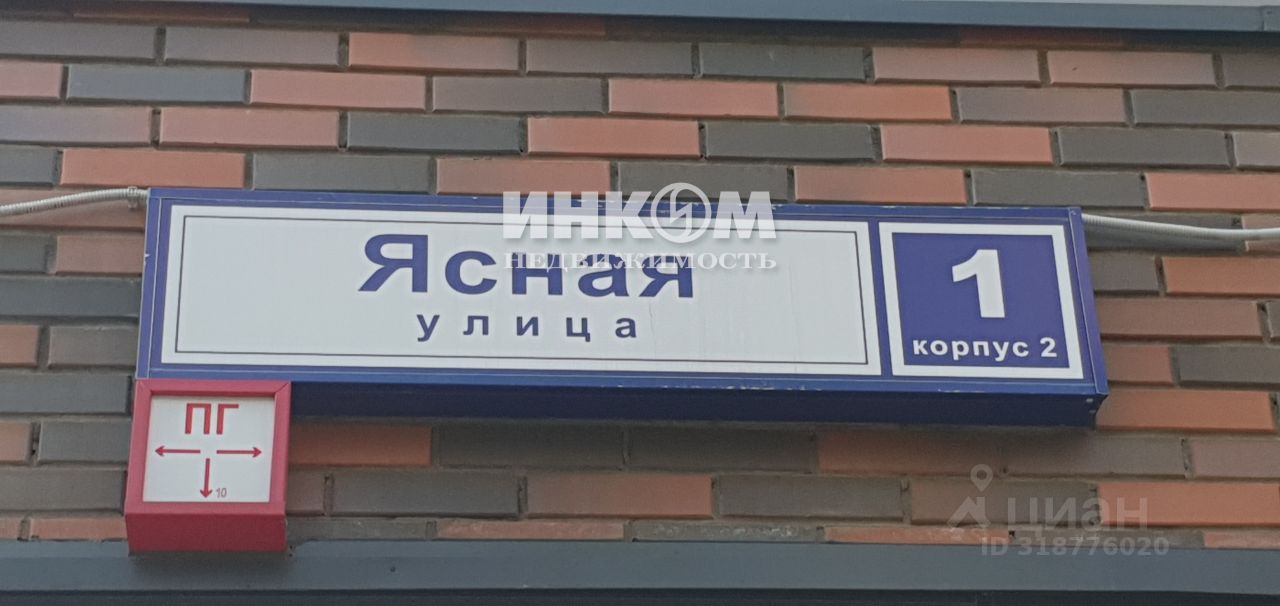 ИНКОМ
НЕДВИЖИМОСТЬ
Ясная
улица
1
корпус 2
ПГ
10
циан
ID 318776020